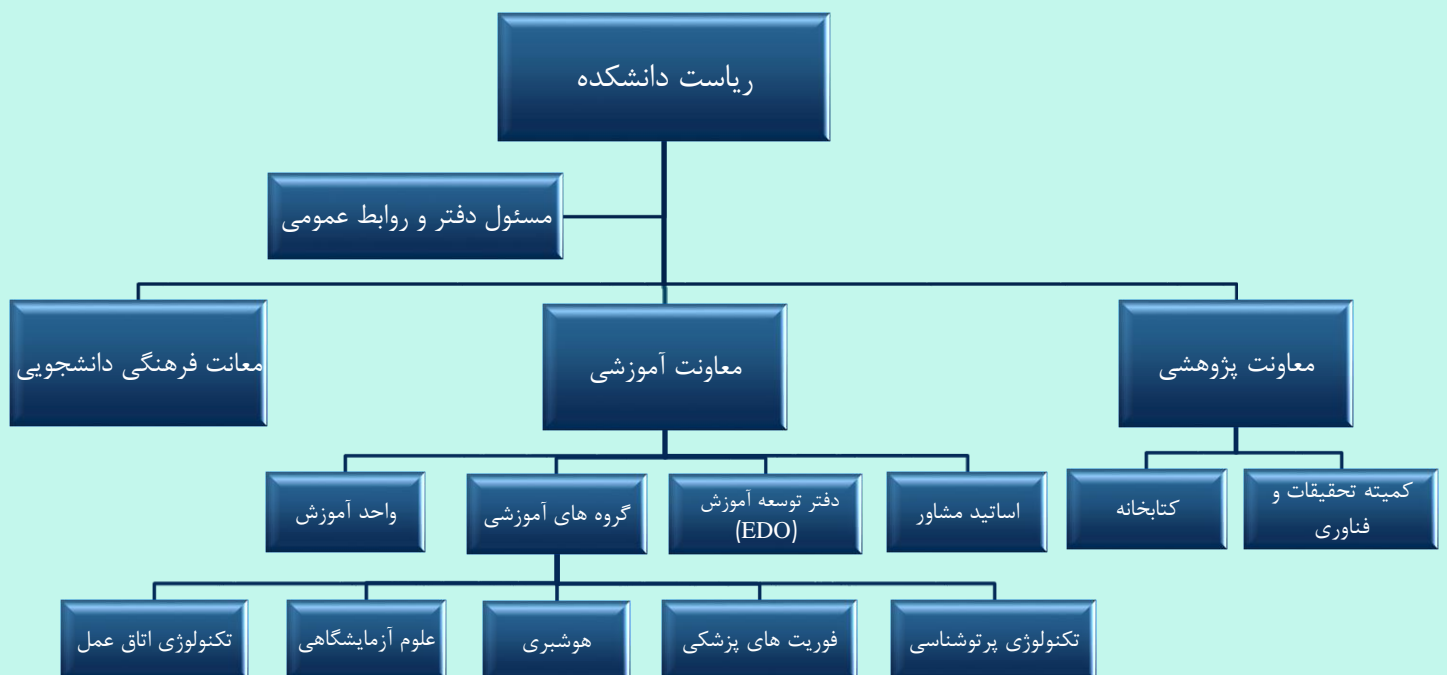 ریاست دانشکده
مسئول دفتر و روابط عمومی
معاونت پژوهشی
معاونت آموزشی
معانت فرهنگی دانشجویی
کمیته تحقیقات و
فناوری
کتابخانه
اساتید مشاور
دفتر توسعه آموزش
(EDO)
گروه های آموزشی
واحد آموزش
تکنولوژی پرتوشناسی
فوریت های پزشکی
هوشبری
علوم آزمایشگاهی
تکنولوژی اتاق عمل